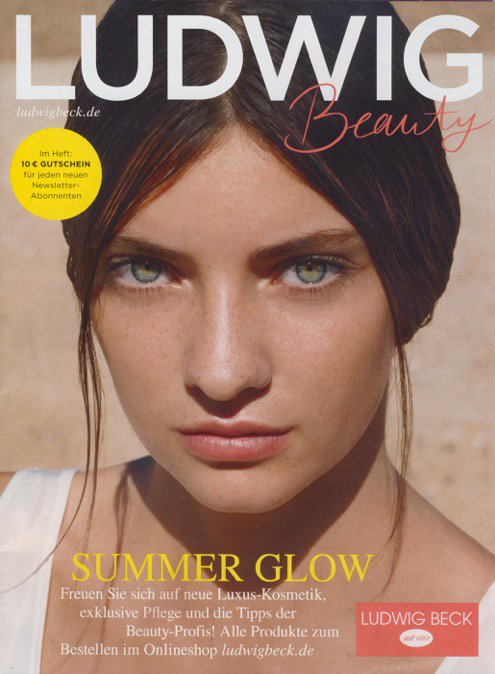 LUDWIG
Beauty
ludwigbeck.de
Im Heft:
10 € GUTSCHEIN
für jeden neuen
Newsletter-
Abonnenten
SUMMER GLOW
Freuen Sie sich auf neue Luxus-Kosmetik,
exklusive Pflege und die Tipps der
Beauty-Profis! Alle Produkte zum
Bestellen im Onlineshop ludwigbeck.de
LUDWIG BECK
seit 1861